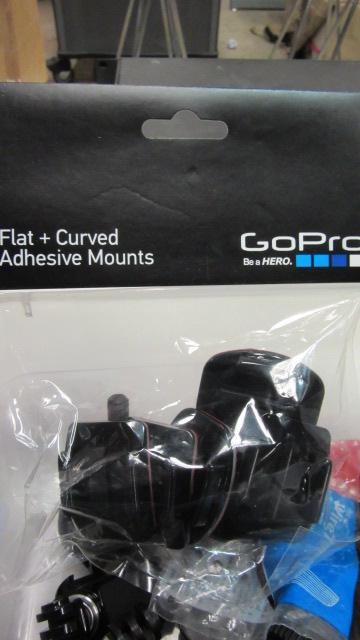 Flat + Curved
Adhesive Mounts
GoPro
Be a HERO.